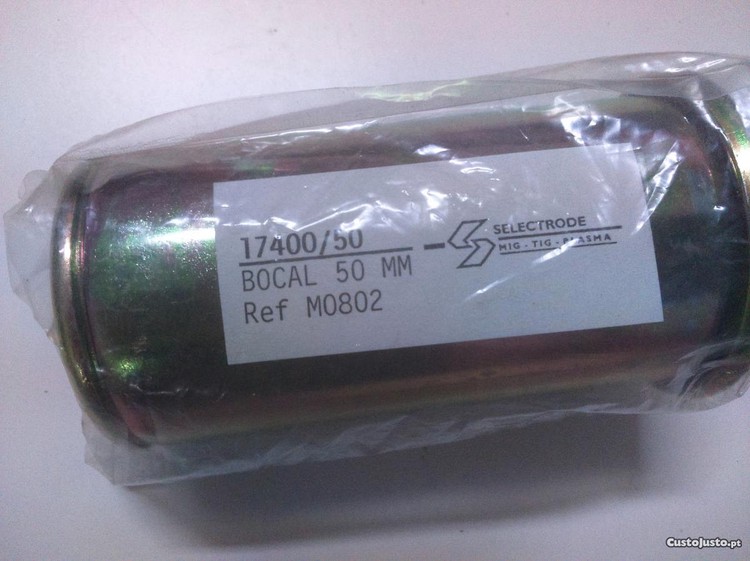 17400/50
BOCAL 50 MM
Ref M0802
SELECTRODE
MIG - TIG - PLASMA
CustoJusto.pt